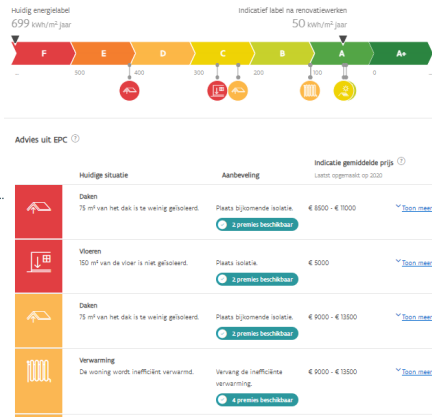 Huidig energielabel
699 kWh/m² jaar
Indicatief label na renovatiewerken
50 kWh/m² jaar
F E D C B A A+
... 500 400 300 200 100 0 ...
Advies uit EPC ?
Huidige situatie
Aanbeveling
Indicatie gemiddelde prijs ?
Laatst opgemaakt op 2020
Daken
75 m² van het dak is te weinig geïsoleerd.
Plaats bijkomende isolatie.
€ 8500 - € 11000
Toon meer
2 premies beschikbaar
Vloeren
150 m² van de vloer is niet geïsoleerd.
Plaats isolatie.
€ 5000
Toon meer
2 premies beschikbaar
Daken
75 m² van het dak is te weinig geïsoleerd.
Plaats bijkomende isolatie.
€ 9000 - € 13500
Toon meer
2 premies beschikbaar
Verwarming
De woning wordt inefficiënt verwarmd.
Vervang de inefficiënte
verwarming.
€ 9000 - € 13500
Toon meer
4 premies beschikbaar